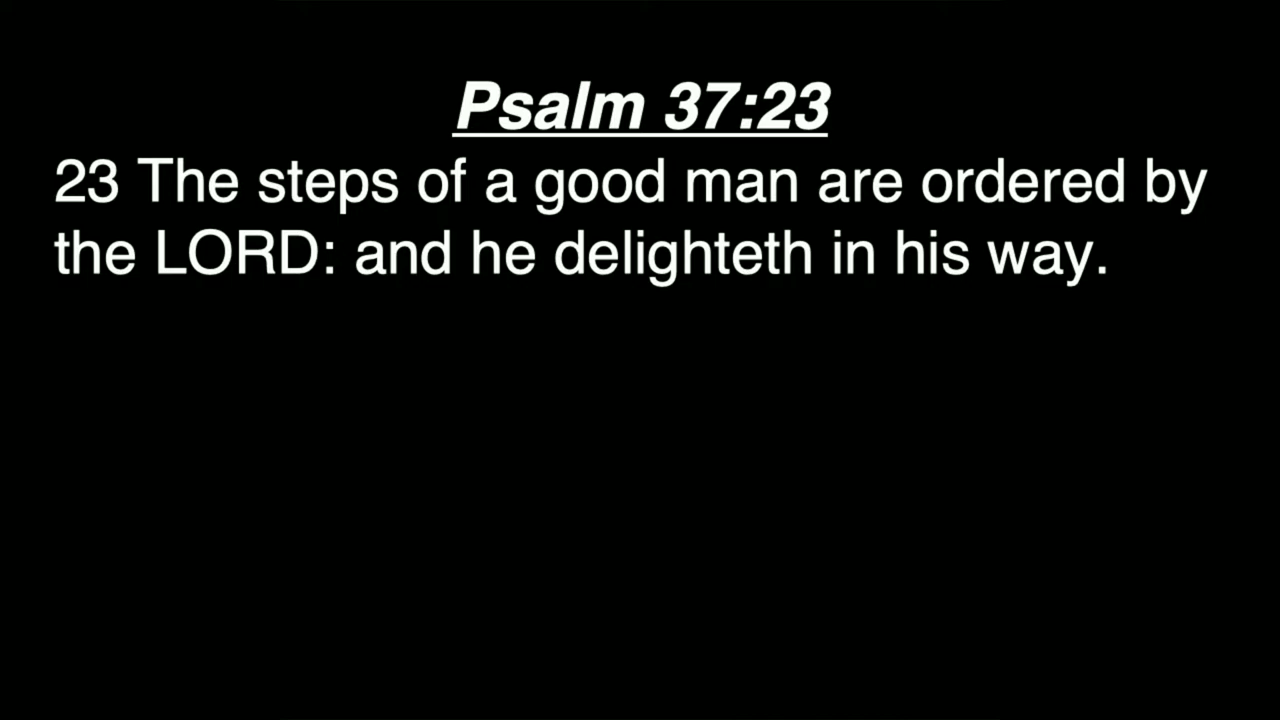 Psalm 37:23
23 The steps of a good man are ordered by
the LORD: and he delighteth in his way.